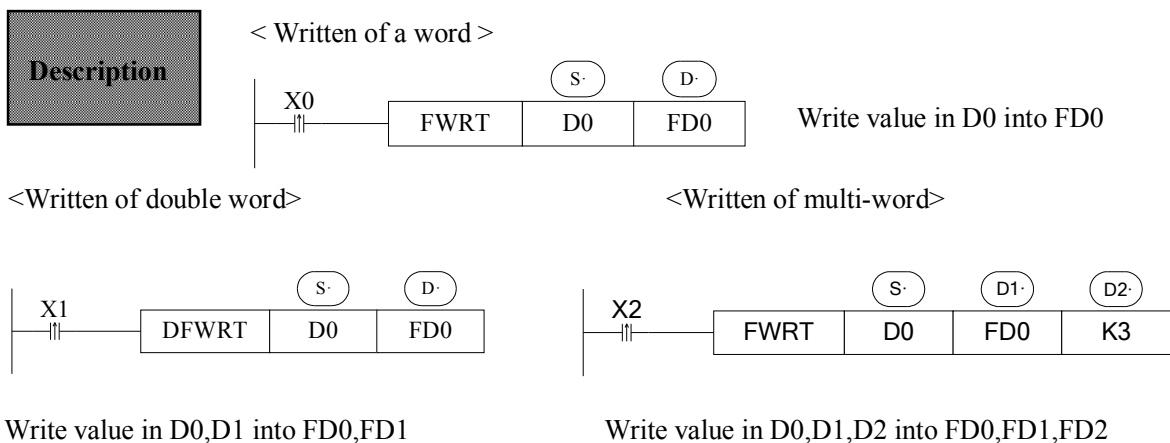 < Written of a word >
Description
S· D·
X0
FWRT D0 FD0
Write value in D0 into FD0
<Written of double word> <Written of multi-word>
S· D·
X1
DFWRT D0 FD0
S· D1· D2·
X2
FWRT D0 FD0 K3
Write value in D0,D1 into FD0,FD1
Write value in D0,D1,D2 into FD0,FD1,FD2